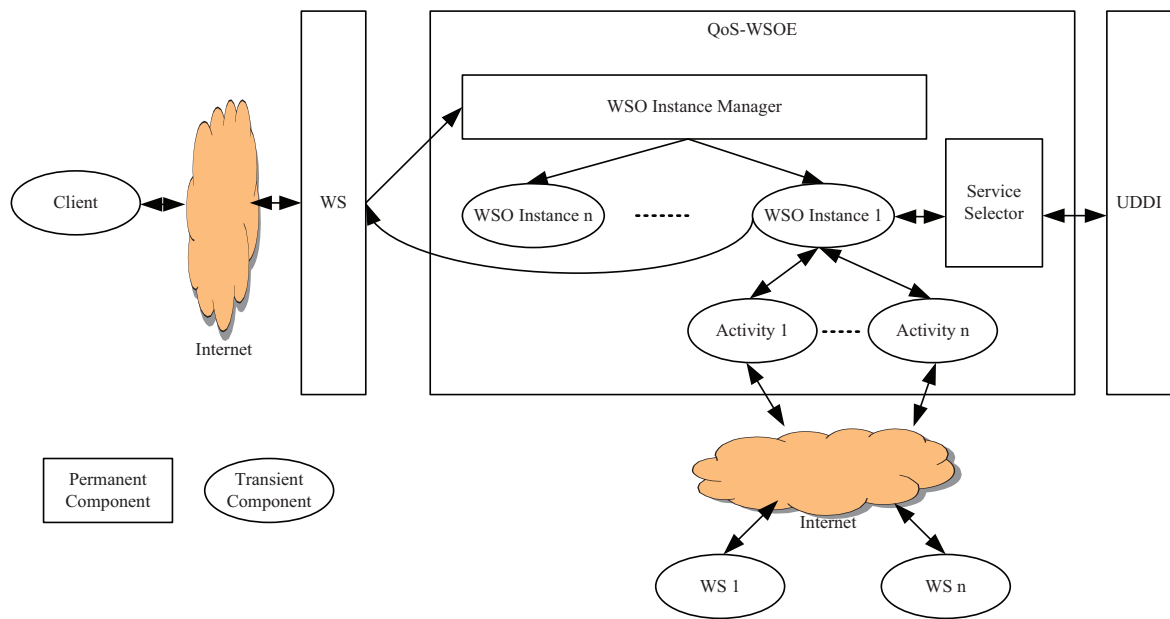 QoS-WSOE
WSO Instance Manager
Client
WS
WSO Instance n
WSO Instance 1
Service
Selector
UDDI
Internet
Activity 1
Activity n
Permanent
Component
Transient
Component
Internet
WS 1
WS n